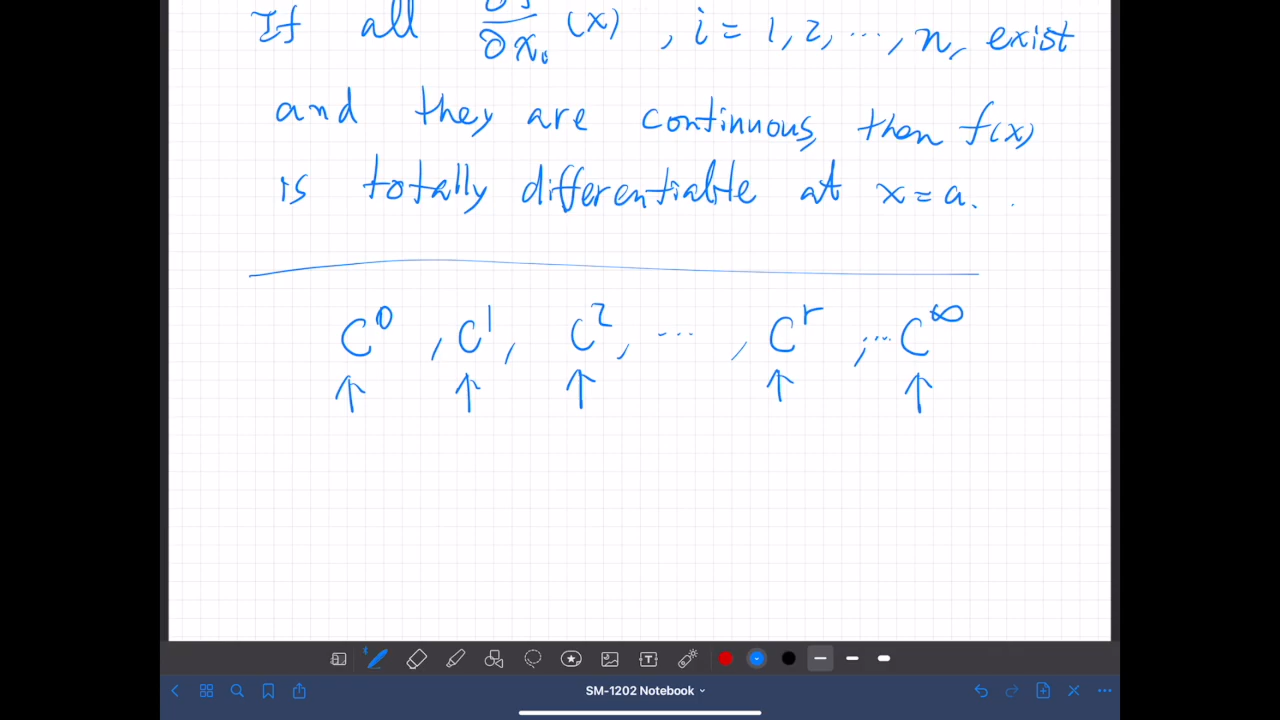 If all ∂f/∂xᵢ (x) , i = 1, 2, ..., n, exist
and they are continuous, then f(x)
is totally differentiable at x = a.
C⁰ , C¹ , C² , ... , Cʳ , ... C^∞
↑ ↑ ↑ ↑ ↑
SM-1202 Notebook